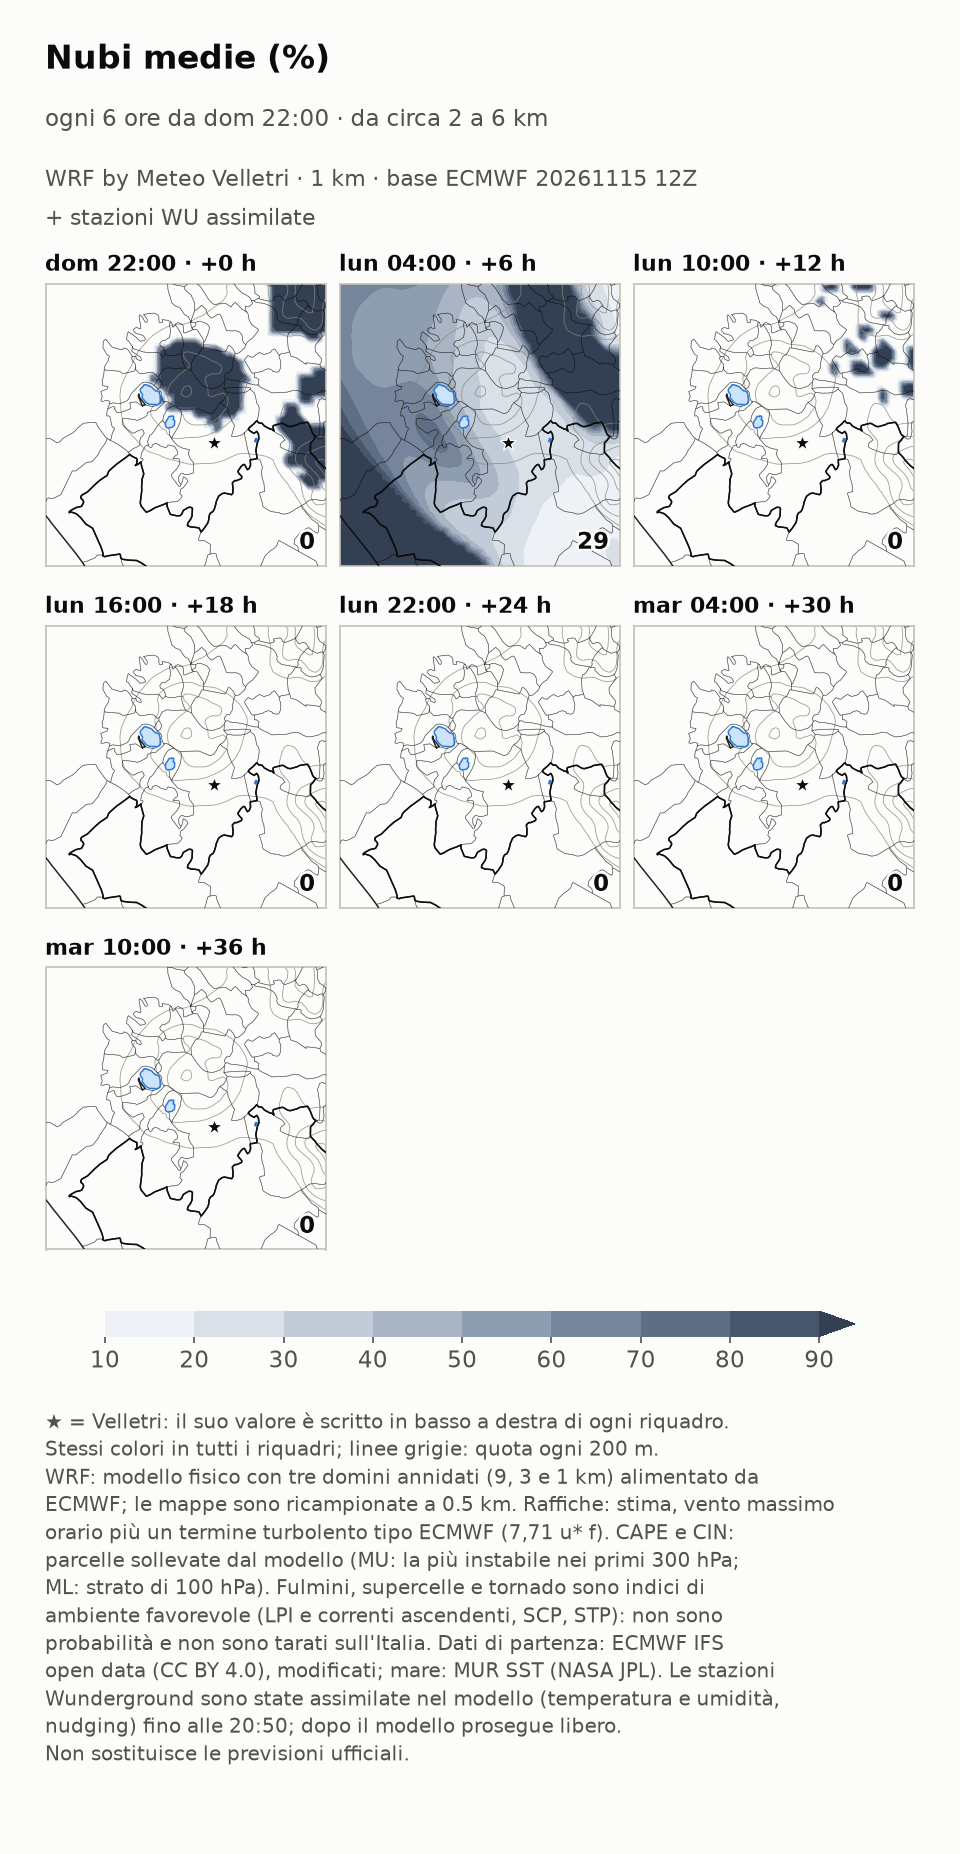 Nubi medie (%)
ogni 6 ore da dom 22:00 · da circa 2 a 6 km
WRF by Meteo Velletri · 1 km · base ECMWF 20261115 12Z
+ stazioni WU assimilate
dom 22:00 · +0 h
lun 04:00 · +6 h
lun 10:00 · +12 h
0
29
0
lun 16:00 · +18 h
lun 22:00 · +24 h
mar 04:00 · +30 h
0
0
0
mar 10:00 · +36 h
0
10 20 30 40 50 60 70 80 90
★ = Velletri: il suo valore è scritto in basso a destra di ogni riquadro.
Stessi colori in tutti i riquadri; linee grigie: quota ogni 200 m.
WRF: modello fisico con tre domini annidati (9, 3 e 1 km) alimentato da
ECMWF; le mappe sono ricampionate a 0.5 km. Raffiche: stima, vento massimo
orario più un termine turbolento tipo ECMWF (7,71 u* f). CAPE e CIN:
parcelle sollevate dal modello (MU: la più instabile nei primi 300 hPa;
ML: strato di 100 hPa). Fulmini, supercelle e tornado sono indici di
ambiente favorevole (LPI e correnti ascendenti, SCP, STP): non sono
probabilità e non sono tarati sull'Italia. Dati di partenza: ECMWF IFS
open data (CC BY 4.0), modificati; mare: MUR SST (NASA JPL). Le stazioni
Wunderground sono state assimilate nel modello (temperatura e umidità,
nudging) fino alle 20:50; dopo il modello prosegue libero.
Non sostituisce le previsioni ufficiali.